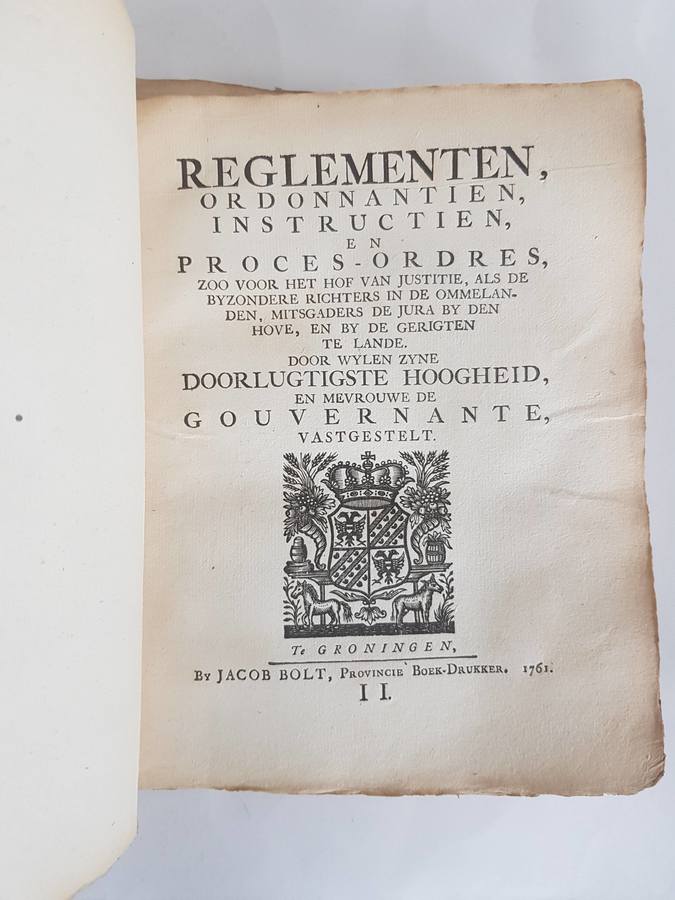 REGLEMENTEN,
ORDONNANTIEN,
INSTRUCTIEN,
EN
PROCES-ORDRES,
ZOO VOOR HET HOF VAN JUSTITIE, ALS DE
BYZONDERE RICHTERS IN DE OMMELAN-
DEN, MITSGADERS DE JURA BY DEN
HOVE, EN BY DE GERIGTEN
TE LANDE.
DOOR WYLEN ZYNE
DOORLUGTIGSTE HOOGHEID,
EN MEVROUWE DE
GOUVERNANTE,
VASTGESTELT.
Te GRONINGEN,
By JACOB BOLT, Provincie Boek-Drukker. 1761.
II.